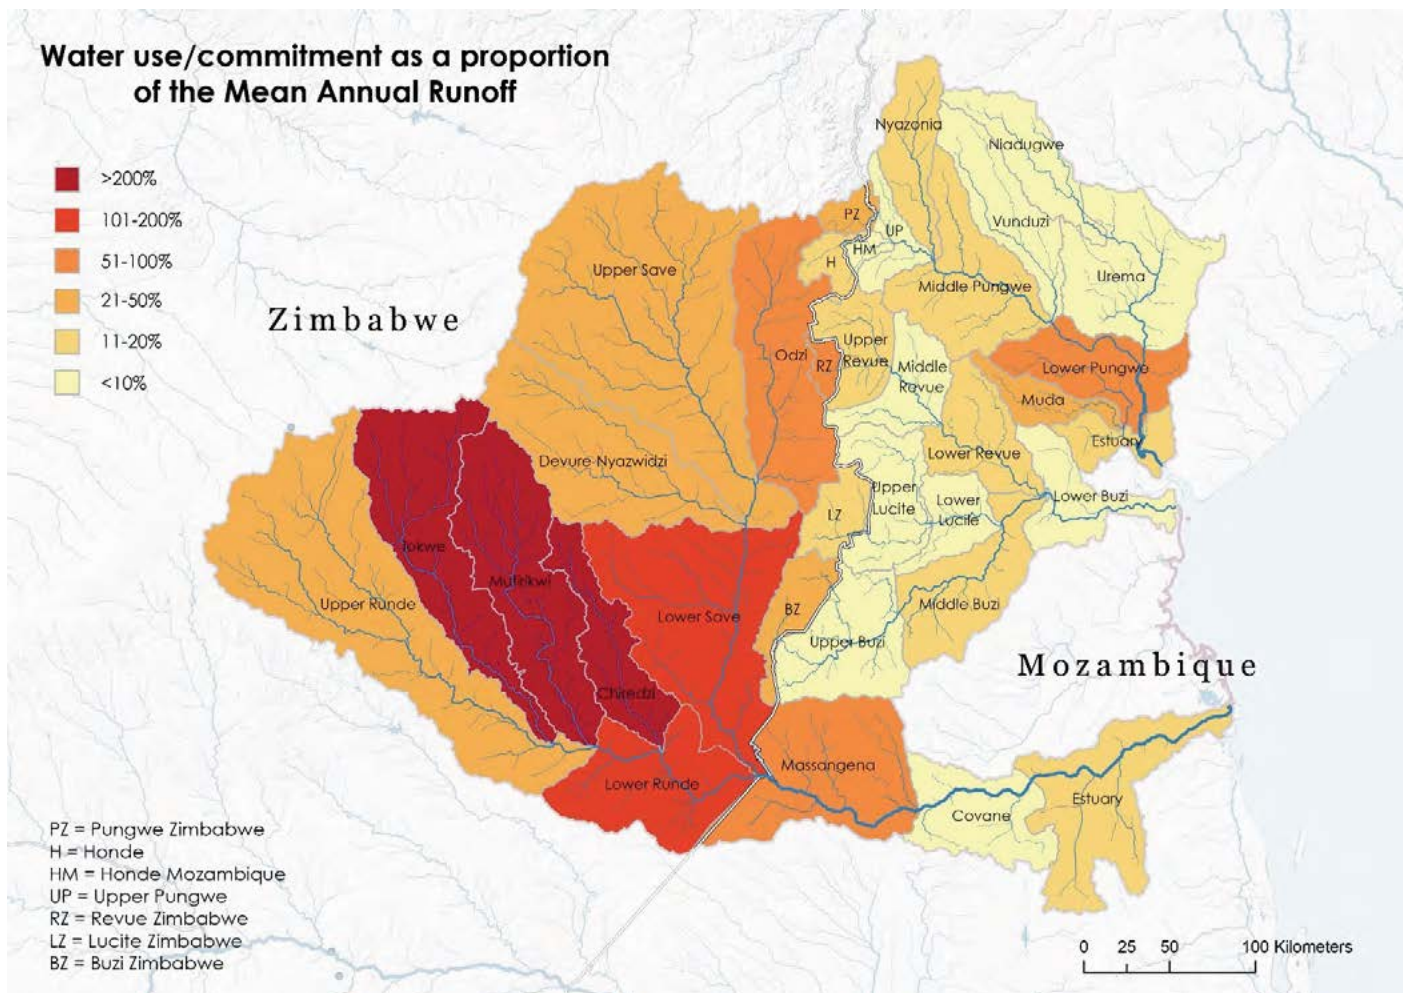 Water use/commitment as a proportion
of the Mean Annual Runoff
>200%
101-200%
51-100%
21-50%
11-20%
<10%
Zimbabwe
Mozambique
Nyazonia
Niadugwe
Vunduzi
Urema
PZ
UP
HM
H
Upper Save
Middle Pungwe
Odzi
RZ
Upper
Revue
Middle
Revue
Lower Pungwe
Muda
Estuary
Devure-Nyazwidzi
Lower Revue
LZ
Upper
Lucite
Lower
Lucite
Lower Buzi
Tokwe
Mutirikwi
Upper Runde
Lower Save
BZ
Middle Buzi
Upper Buzi
Chiredzi
Lower Runde
Massangena
Covane
Estuary
PZ = Pungwe Zimbabwe
H = Honde
HM = Honde Mozambique
UP = Upper Pungwe
RZ = Revue Zimbabwe
LZ = Lucite Zimbabwe
BZ = Buzi Zimbabwe
0 25 50 100 Kilometers